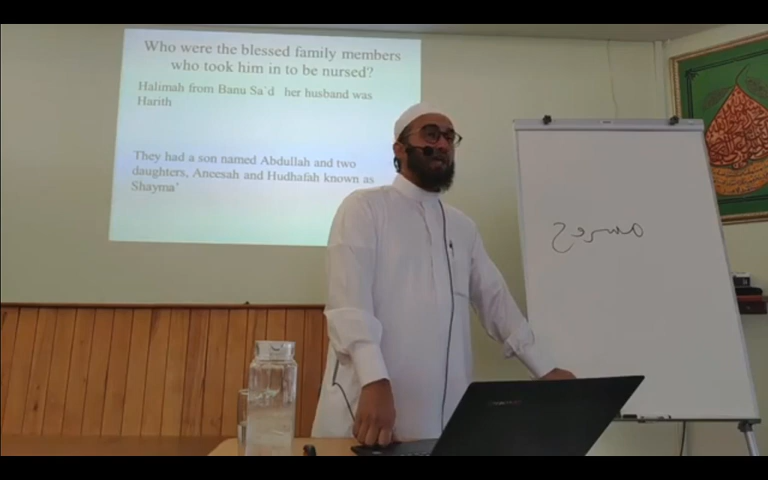 Who were the blessed family members
who took him in to be nursed?
Halimah from Banu Sa`d her husband was
Harith
They had a son named Abdullah and two
daughters, Aneesah and Hudhafah known as
Shayma'
مسروح